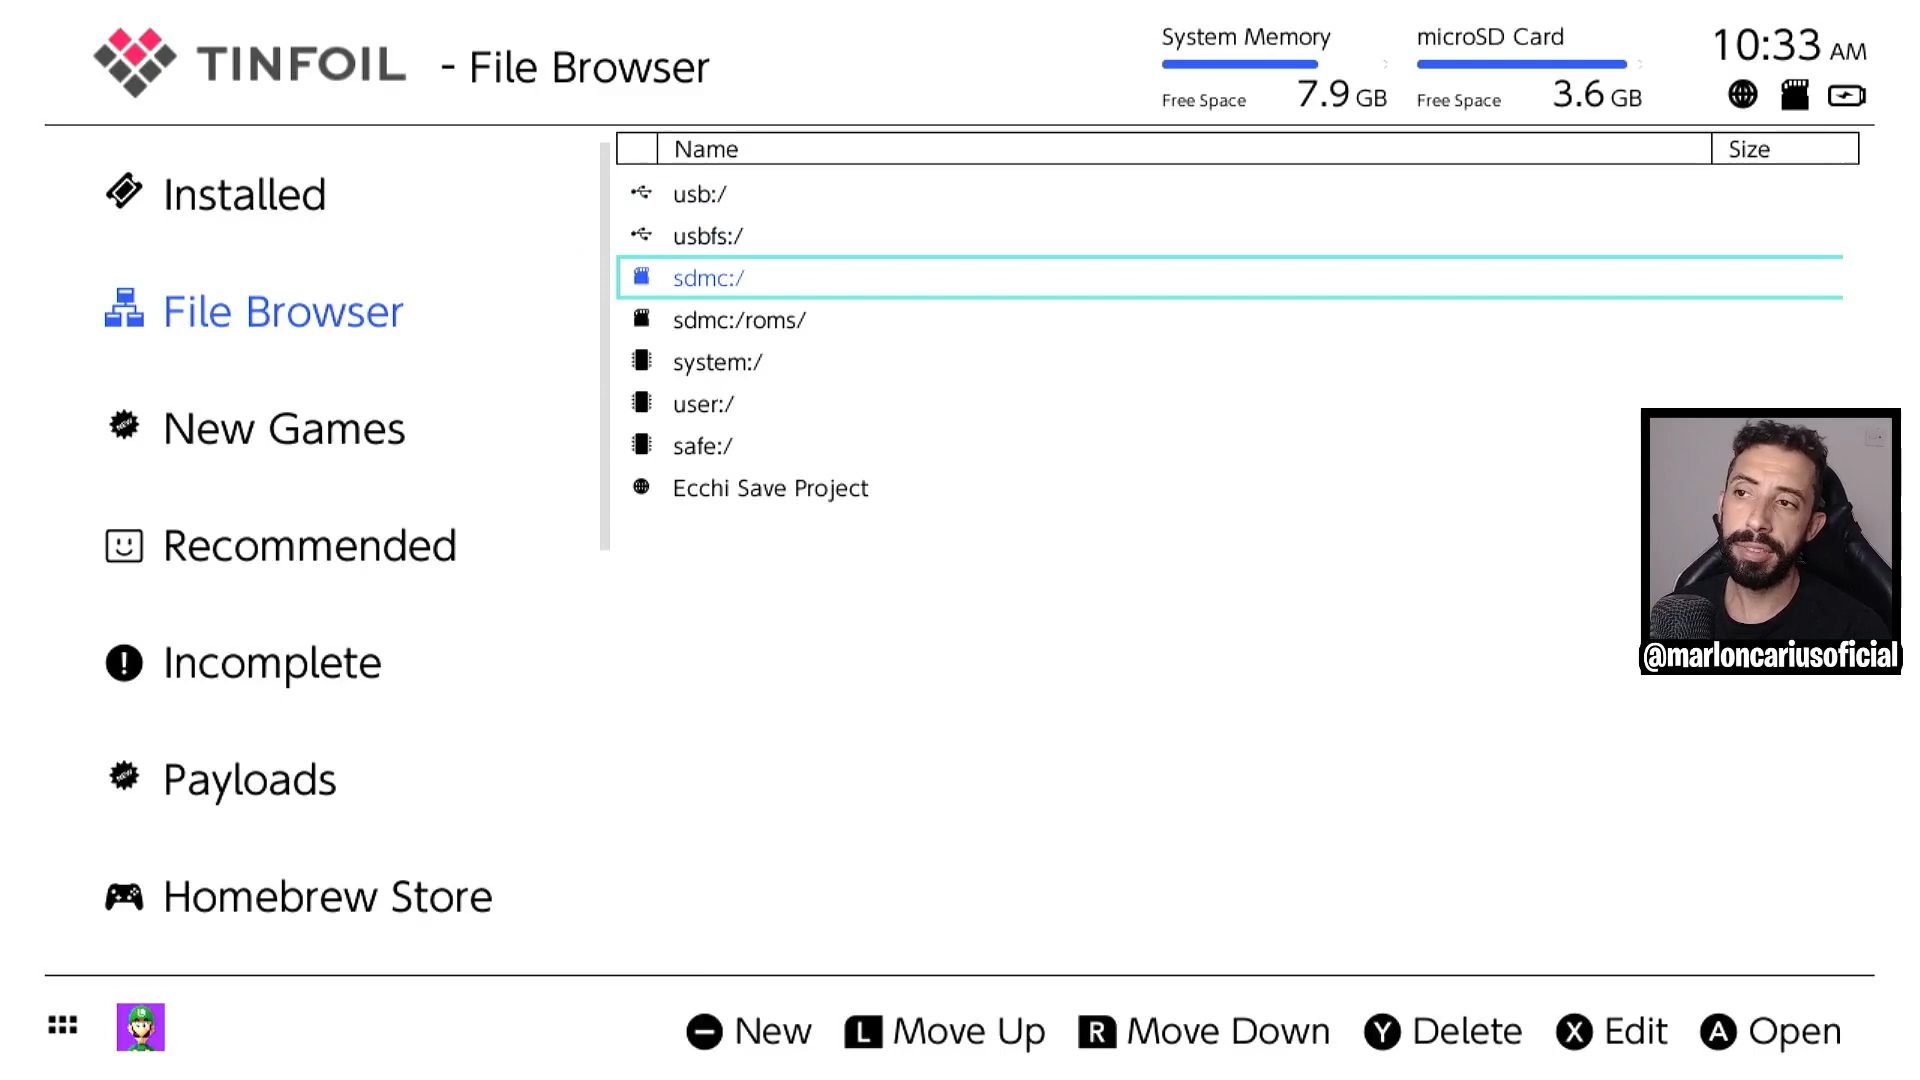 TINFOIL - File Browser
System Memory
Free Space 7.9 GB
microSD Card
Free Space 3.6 GB
10:33 AM
Installed
File Browser
New Games
Recommended
Incomplete
Payloads
Homebrew Store
Name Size
usb:/
usbfs:/
sdmc:/
sdmc:/roms/
system:/
user:/
safe:/
Ecchi Save Project
@marloncariusoficial
- New L Move Up R Move Down Y Delete X Edit A Open